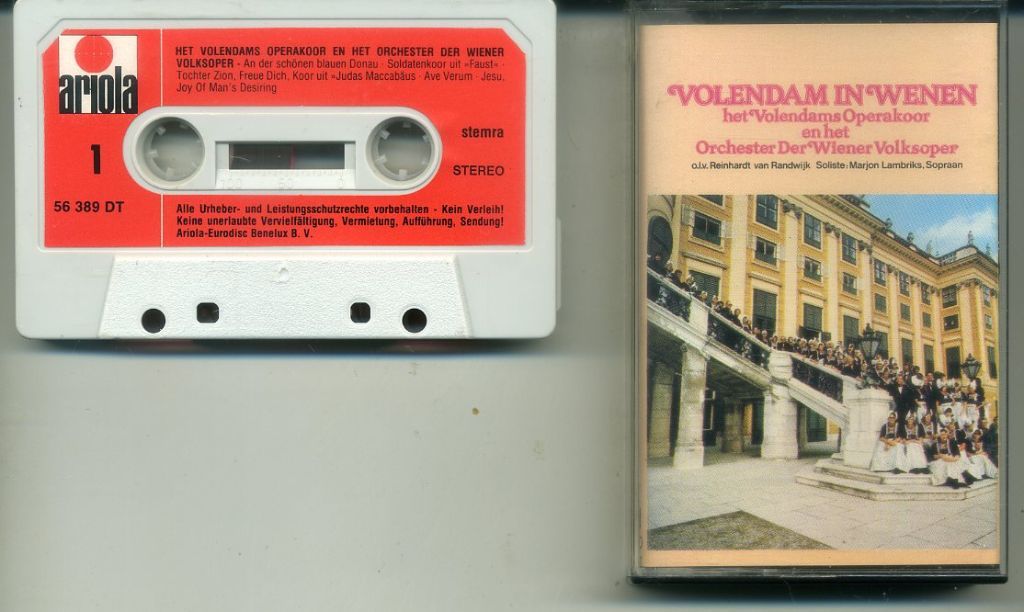 ariola
HET VOLENDAMS OPERAKOOR EN HET ORCHESTER DER WIENER
VOLKSOPER - An der schönen blauen Donau · Soldatenkoor uit »Faust« ·
Tochter Zion, Freue Dich, Koor uit »Judas Maccabäus · Ave Verum · Jesu,
Joy Of Man's Desiring
1
stemra
STEREO
56 389 DT
Alle Urheber- und Leistungsschutzrechte vorbehalten - Kein Verleih!
Keine unerlaubte Vervielfältigung, Vermietung, Aufführung, Sendung!
Ariola-Eurodisc Benelux B. V.
VOLENDAM IN WENEN
het Volendams Operakoor
en het
Orchester Der Wiener Volksoper
o.l.v. Reinhardt van Randwijk Soliste: Marjon Lambriks, Sopraan